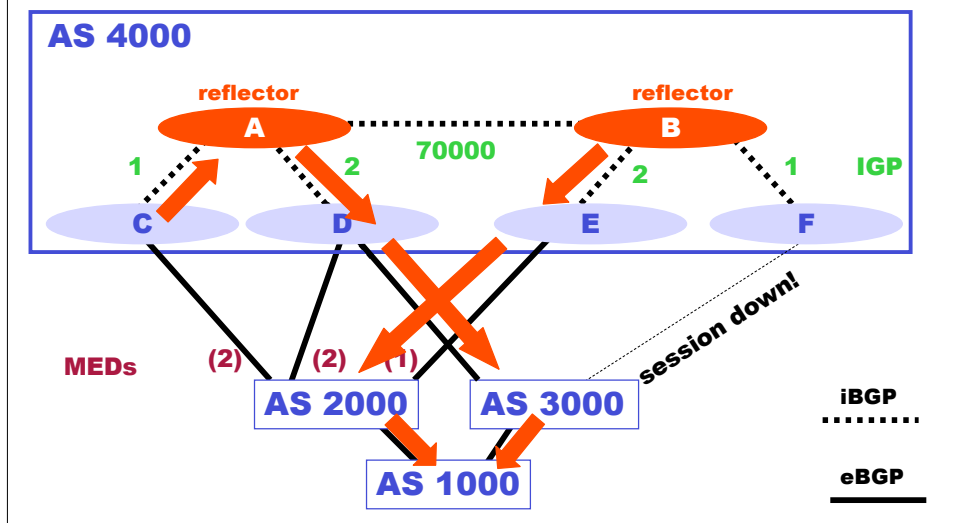 AS 4000
reflector
reflector
A
B
70000
1
2
2
1
IGP
C
D
E
F
session down!
MEDs
(2)
(2)
(1)
AS 2000
AS 3000
iBGP
AS 1000
eBGP